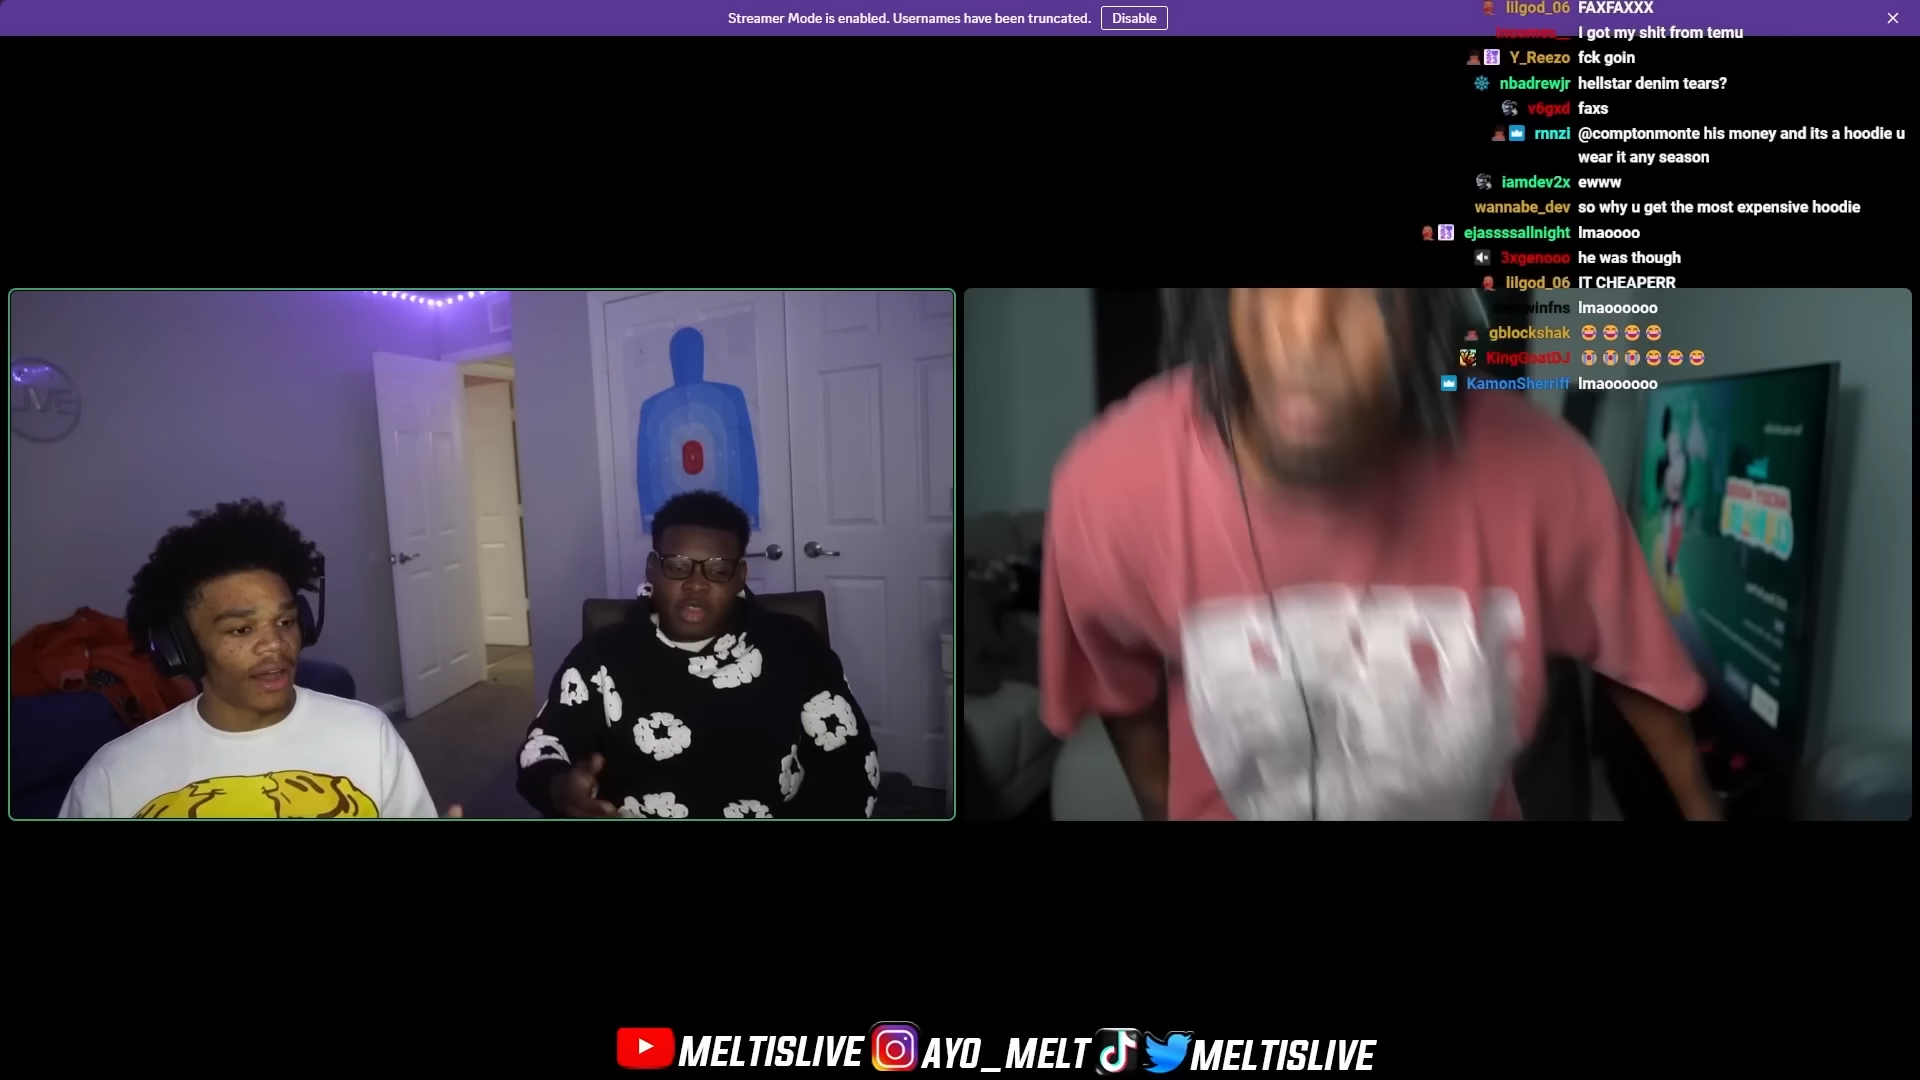 Streamer Mode is enabled. Usernames have been truncated. Disable
lilgod_06 FAXFAXXX
I got my shit from temu
Y_Reezo fck goin
nbadrewjr hellstar denim tears?
v6gxd faxs
rnnzi @comptonmonte his money and its a hoodie u
wear it any season
iamdev2x ewww
wannabe_dev so why u get the most expensive hoodie
ejassssallnight lmaoooo
3xgenooo he was though
lilgod_06 IT CHEAPERR
lmaoooooo
gblockshak
KingGoatDJ
KamonSherriff lmaoooooo
MELTISLIVE AYO_MELT MELTISLIVE